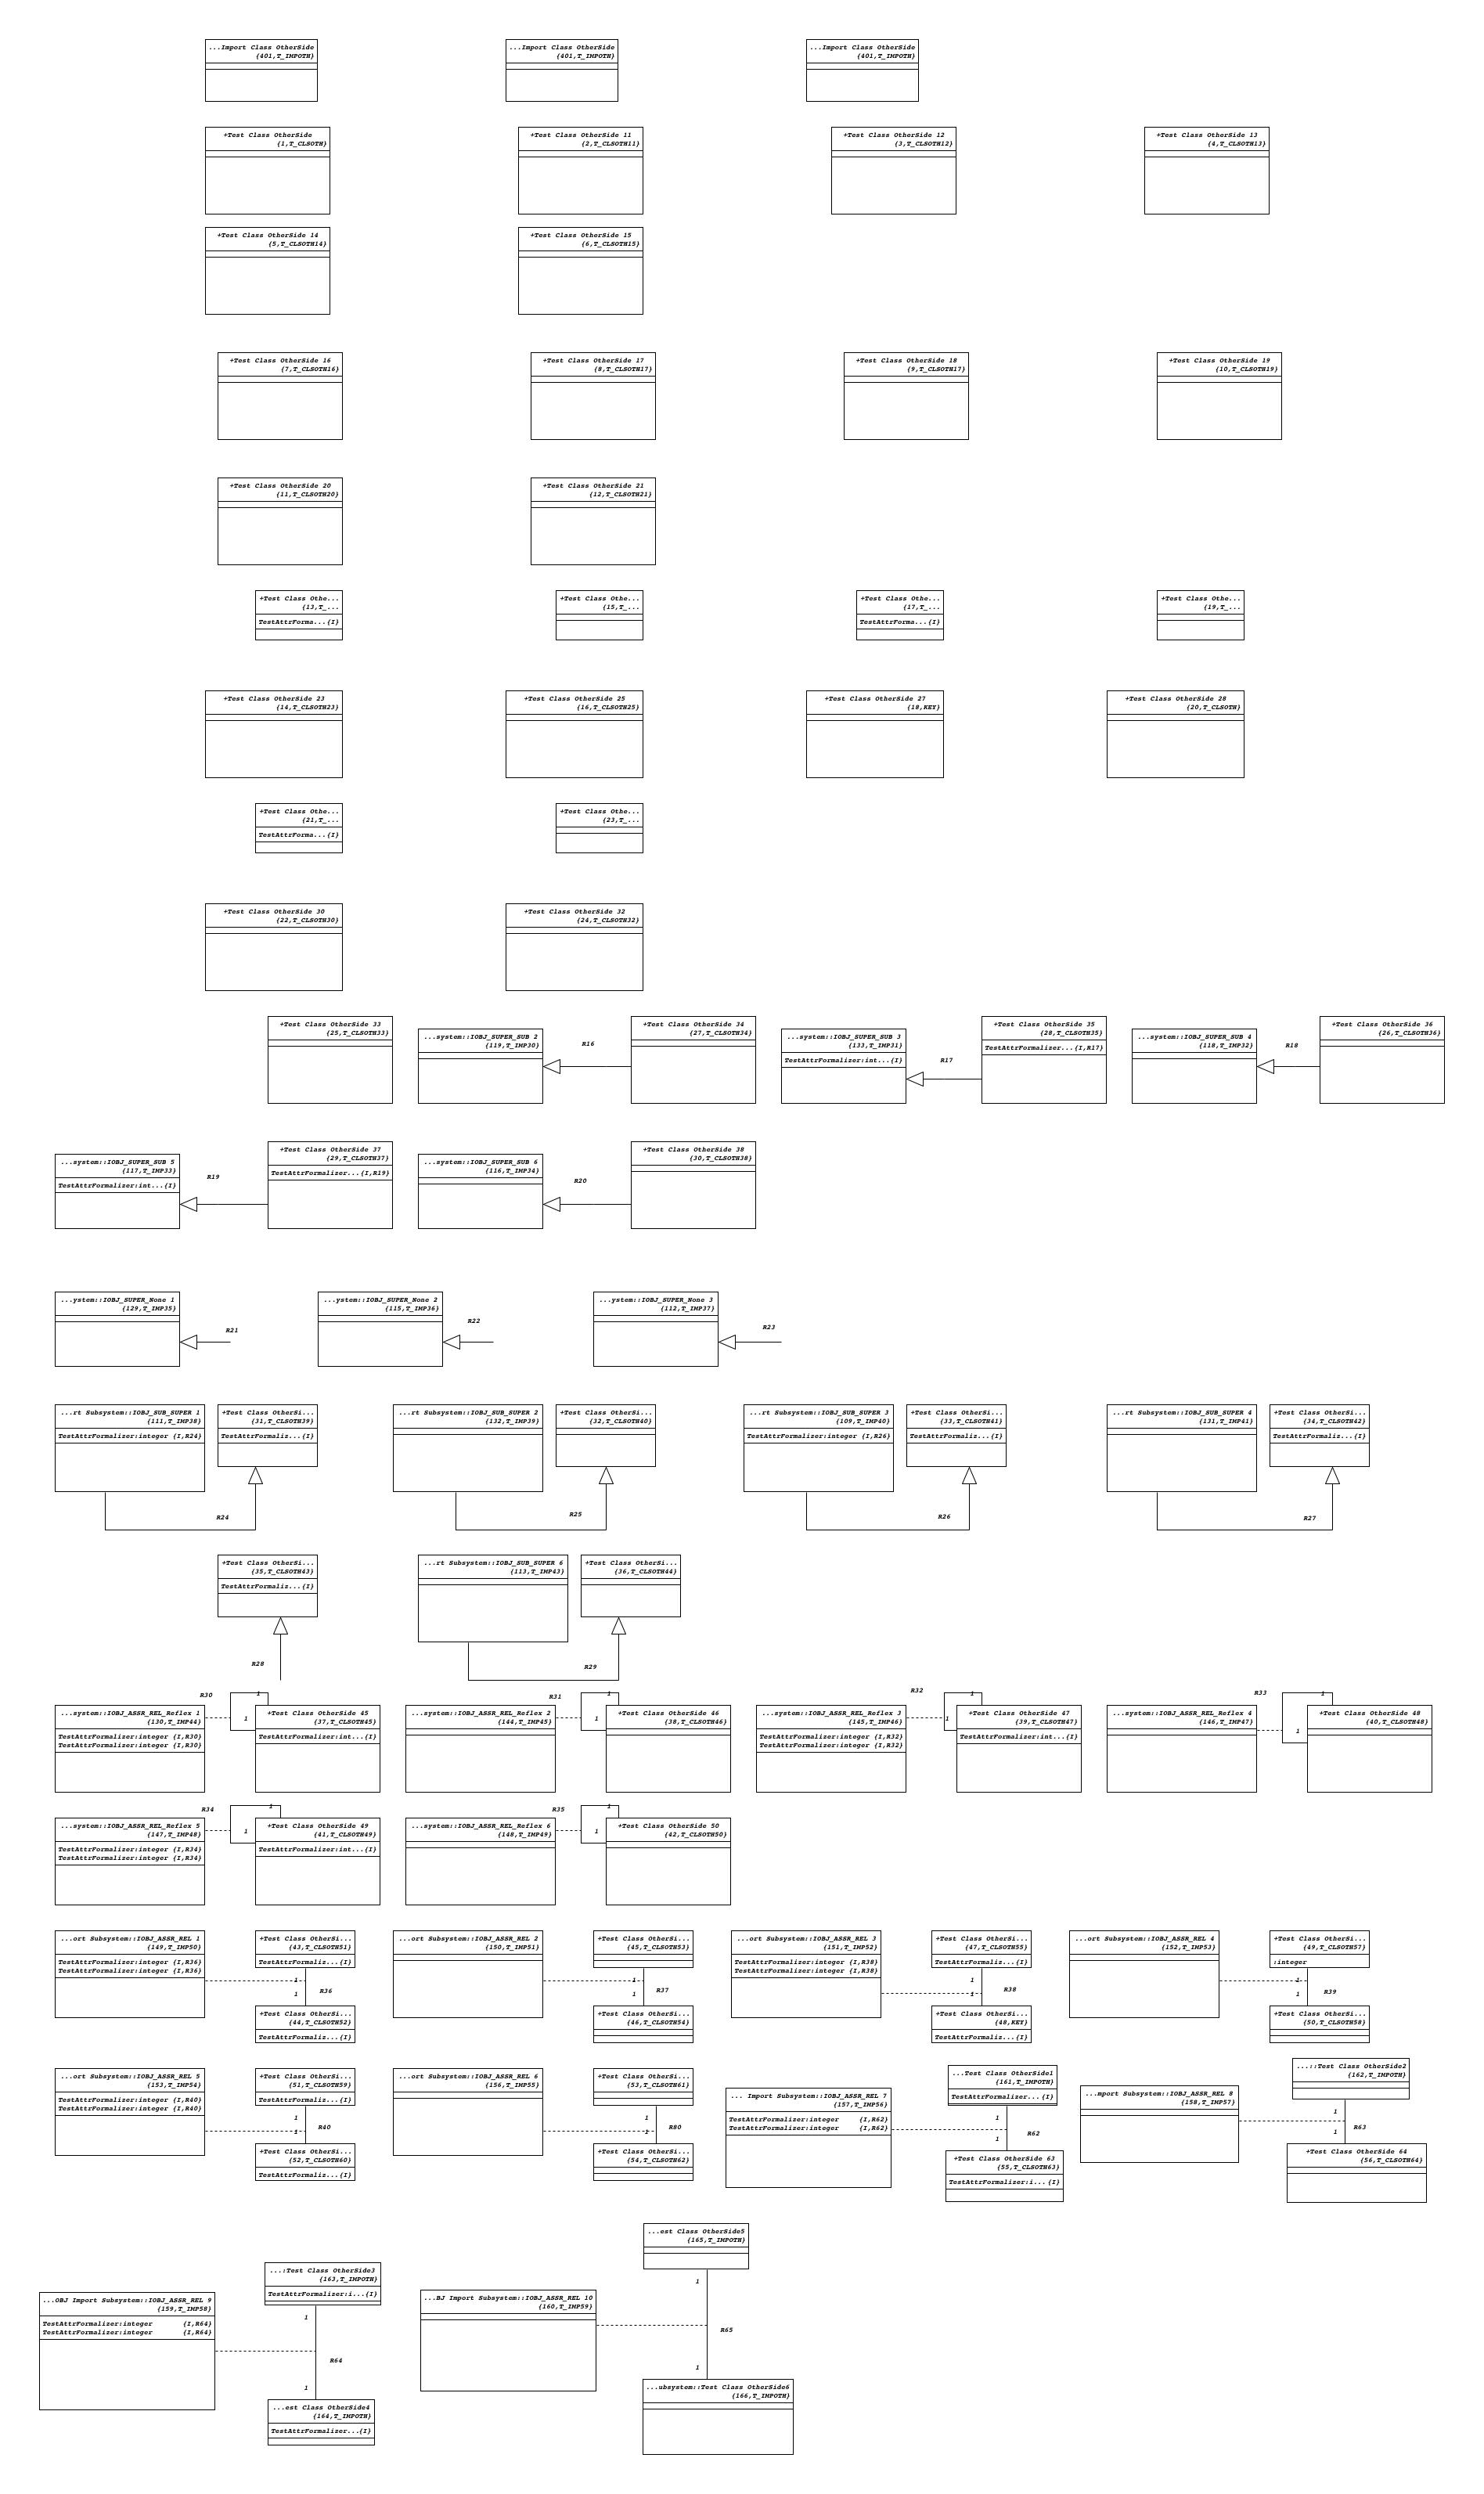 ...Import Class OtherSide
{401,T_IMPOTH}
...Import Class OtherSide
{401,T_IMPOTH}
...Import Class OtherSide
{401,T_IMPOTH}
+Test Class OtherSide
{1,T_CLSOTH}
+Test Class OtherSide 11
{2,T_CLSOTH11}
+Test Class OtherSide 12
{3,T_CLSOTH12}
+Test Class OtherSide 13
{4,T_CLSOTH13}
+Test Class OtherSide 14
{5,T_CLSOTH14}
+Test Class OtherSide 15
{6,T_CLSOTH15}
+Test Class OtherSide 16
{7,T_CLSOTH16}
+Test Class OtherSide 17
{8,T_CLSOTH17}
+Test Class OtherSide 18
{9,T_CLSOTH17}
+Test Class OtherSide 19
{10,T_CLSOTH19}
+Test Class OtherSide 20
{11,T_CLSOTH20}
+Test Class OtherSide 21
{12,T_CLSOTH21}
+Test Class Othe...
{13,T_...
TestAttrForma...{I}
+Test Class Othe...
{15,T_...
+Test Class Othe...
{17,T_...
TestAttrForma...{I}
+Test Class Othe...
{19,T_...
+Test Class OtherSide 23
{14,T_CLSOTH23}
+Test Class OtherSide 25
{16,T_CLSOTH25}
+Test Class OtherSide 27
{18,KEY}
+Test Class OtherSide 28
{20,T_CLSOTH}
+Test Class Othe...
{21,T_...
TestAttrForma...{I}
+Test Class Othe...
{23,T_...
+Test Class OtherSide 30
{22,T_CLSOTH30}
+Test Class OtherSide 32
{24,T_CLSOTH32}
+Test Class OtherSide 33
{25,T_CLSOTH33}
...system::IOBJ_SUPER_SUB 2
{119,T_IMP30}
R16
+Test Class OtherSide 34
{27,T_CLSOTH34}
...system::IOBJ_SUPER_SUB 3
{133,T_IMP31}
TestAttrFormalizer:int...{I}
R17
+Test Class OtherSide 35
{28,T_CLSOTH35}
TestAttrFormalizer...{I,R17}
...system::IOBJ_SUPER_SUB 4
{118,T_IMP32}
R18
+Test Class OtherSide 36
{26,T_CLSOTH36}
...system::IOBJ_SUPER_SUB 5
{117,T_IMP33}
TestAttrFormalizer:int...{I}
R19
+Test Class OtherSide 37
{29,T_CLSOTH37}
TestAttrFormalizer...{I,R19}
...system::IOBJ_SUPER_SUB 6
{116,T_IMP34}
R20
+Test Class OtherSide 38
{30,T_CLSOTH38}
...ystem::IOBJ_SUPER_None 1
{129,T_IMP35}
R21
...ystem::IOBJ_SUPER_None 2
{115,T_IMP36}
R22
...ystem::IOBJ_SUPER_None 3
{112,T_IMP37}
R23
...rt Subsystem::IOBJ_SUB_SUPER 1
{111,T_IMP38}
TestAttrFormalizer:integer {I,R24}
+Test Class OtherSi...
{31,T_CLSOTH39}
TestAttrFormaliz...{I}
R24
...rt Subsystem::IOBJ_SUB_SUPER 2
{132,T_IMP39}
+Test Class OtherSi...
{32,T_CLSOTH40}
R25
...rt Subsystem::IOBJ_SUB_SUPER 3
{109,T_IMP40}
TestAttrFormalizer:integer {I,R26}
+Test Class OtherSi...
{33,T_CLSOTH41}
TestAttrFormaliz...{I}
R26
...rt Subsystem::IOBJ_SUB_SUPER 4
{131,T_IMP41}
+Test Class OtherSi...
{34,T_CLSOTH42}
TestAttrFormaliz...{I}
R27
+Test Class OtherSi...
{35,T_CLSOTH43}
TestAttrFormaliz...{I}
R28
...rt Subsystem::IOBJ_SUB_SUPER 6
{113,T_IMP43}
+Test Class OtherSi...
{36,T_CLSOTH44}
R29
...system::IOBJ_ASSR_REL_Reflex 1
{130,T_IMP44}
TestAttrFormalizer:integer {I,R30}
TestAttrFormalizer:integer {I,R30}
R30
1
1
+Test Class OtherSide 45
{37,T_CLSOTH45}
TestAttrFormalizer:int...{I}
...system::IOBJ_ASSR_REL_Reflex 2
{144,T_IMP45}
R31
1
1
+Test Class OtherSide 46
{38,T_CLSOTH46}
...system::IOBJ_ASSR_REL_Reflex 3
{145,T_IMP46}
TestAttrFormalizer:integer {I,R32}
TestAttrFormalizer:integer {I,R32}
R32
1
1
+Test Class OtherSide 47
{39,T_CLSOTH47}
TestAttrFormalizer:int...{I}
...system::IOBJ_ASSR_REL_Reflex 4
{146,T_IMP47}
R33
1
1
+Test Class OtherSide 48
{40,T_CLSOTH48}
...system::IOBJ_ASSR_REL_Reflex 5
{147,T_IMP48}
TestAttrFormalizer:integer {I,R34}
TestAttrFormalizer:integer {I,R34}
R34
1
1
+Test Class OtherSide 49
{41,T_CLSOTH49}
TestAttrFormalizer:int...{I}
...system::IOBJ_ASSR_REL_Reflex 6
{148,T_IMP49}
R35
1
1
+Test Class OtherSide 50
{42,T_CLSOTH50}
...ort Subsystem::IOBJ_ASSR_REL 1
{149,T_IMP50}
TestAttrFormalizer:integer {I,R36}
TestAttrFormalizer:integer {I,R36}
+Test Class OtherSi...
{43,T_CLSOTH51}
TestAttrFormaliz...{I}
1
1
R36
+Test Class OtherSi...
{44,T_CLSOTH52}
TestAttrFormaliz...{I}
...ort Subsystem::IOBJ_ASSR_REL 2
{150,T_IMP51}
+Test Class OtherSi...
{45,T_CLSOTH53}
1
1
R37
+Test Class OtherSi...
{46,T_CLSOTH54}
...ort Subsystem::IOBJ_ASSR_REL 3
{151,T_IMP52}
TestAttrFormalizer:integer {I,R38}
TestAttrFormalizer:integer {I,R38}
+Test Class OtherSi...
{47,T_CLSOTH55}
TestAttrFormaliz...{I}
1
1
R38
+Test Class OtherSi...
{48,KEY}
TestAttrFormaliz...{I}
...ort Subsystem::IOBJ_ASSR_REL 4
{152,T_IMP53}
+Test Class OtherSi...
{49,T_CLSOTH57}
:integer
1
1
R39
+Test Class OtherSi...
{50,T_CLSOTH58}
...ort Subsystem::IOBJ_ASSR_REL 5
{153,T_IMP54}
TestAttrFormalizer:integer {I,R40}
TestAttrFormalizer:integer {I,R40}
+Test Class OtherSi...
{51,T_CLSOTH59}
1
1
R40
+Test Class OtherSi...
{52,T_CLSOTH60}
TestAttrFormaliz...{I}
...ort Subsystem::IOBJ_ASSR_REL 6
{156,T_IMP55}
+Test Class OtherSi...
{53,T_CLSOTH61}
1
1
R80
+Test Class OtherSi...
{54,T_CLSOTH62}
... Import Subsystem::IOBJ_ASSR_REL 7
{157,T_IMP56}
TestAttrFormalizer:integer {I,R62}
TestAttrFormalizer:integer {I,R62}
...Test Class OtherSide1
{161,T_IMPOTH}
TestAttrFormalizer...{I}
1
1
R62
+Test Class OtherSide 63
{55,T_CLSOTH63}
TestAttrFormalizer:i...{I}
...mport Subsystem::IOBJ_ASSR_REL 8
{158,T_IMP57}
...::Test Class OtherSide2
{162,T_IMPOTH}
1
1
R63
+Test Class OtherSide 64
{56,T_CLSOTH64}
...OBJ Import Subsystem::IOBJ_ASSR_REL 9
{159,T_IMP58}
TestAttrFormalizer:integer {I,R64}
TestAttrFormalizer:integer {I,R64}
...:Test Class OtherSide3
{163,T_IMPOTH}
TestAttrFormalizer:i...{I}
1
R64
1
...est Class OtherSide4
{164,T_IMPOTH}
TestAttrFormalizer...{I}
...BJ Import Subsystem::IOBJ_ASSR_REL 10
{160,T_IMP59}
...est Class OtherSide5
{165,T_IMPOTH}
1
R65
1
...ubsystem::Test Class OtherSide6
{166,T_IMPOTH}